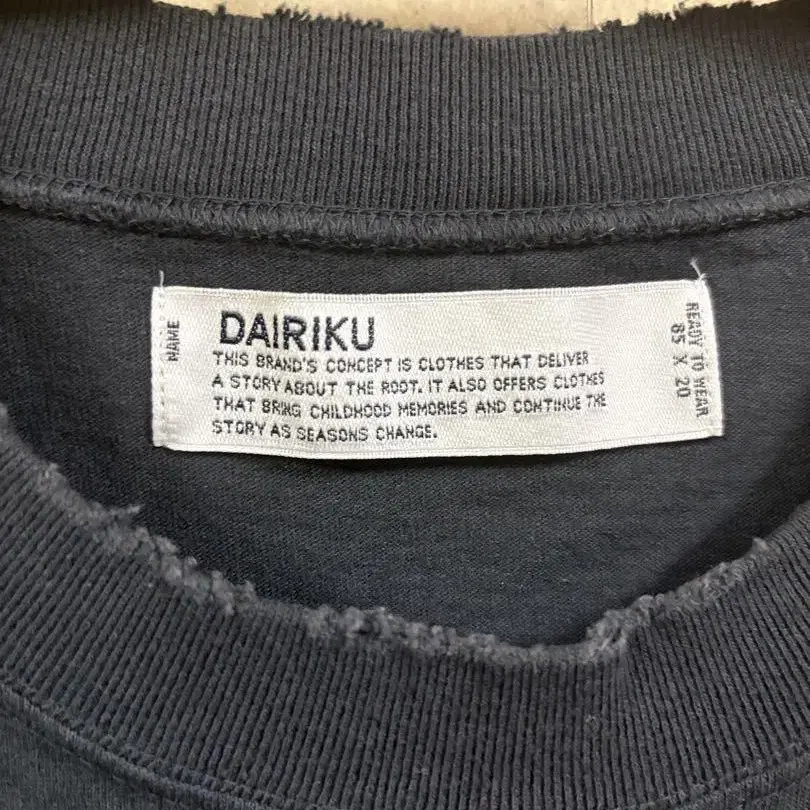 NAME
DAIRIKU
THIS BRAND'S CONCEPT IS CLOTHES THAT DELIVER
A STORY ABOUT THE ROOT. IT ALSO OFFERS CLOTHES
THAT BRING CHILDHOOD MEMORIES AND CONTINUE THE
STORY AS SEASONS CHANGE.
READY TO WEAR
85 X 20